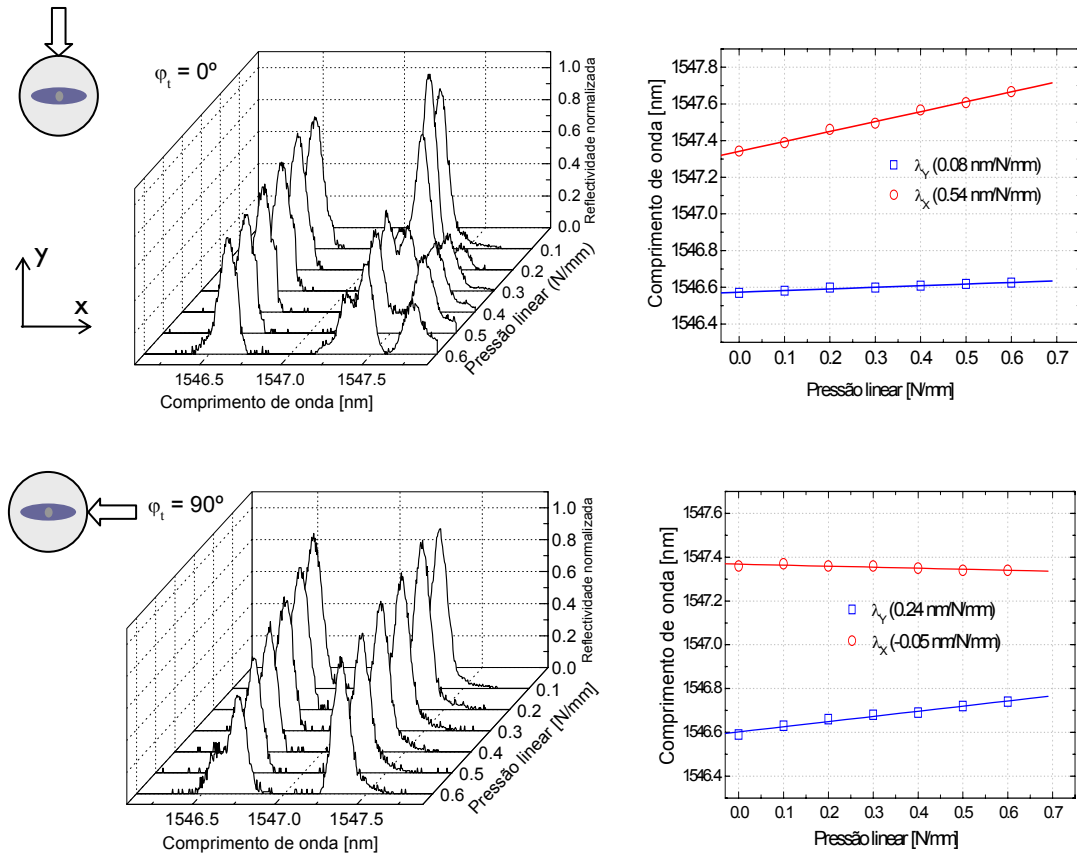 φt = 0º
y
x
1.0
0.8
0.6
0.4
0.2
0.0
Reflectividade normalizada
0.1
0.2
0.3
0.4
0.5
0.6
Pressão linear (N/mm)
1546.5 1547.0 1547.5
Comprimento de onda [nm]
1547.8
1547.6
1547.4
1547.2
1547.0
1546.8
1546.6
1546.4
Comprimento de onda [nm]
λY (0.08 nm/N/mm)
λX (0.54 nm/N/mm)
0.0 0.1 0.2 0.3 0.4 0.5 0.6 0.7
Pressão linear [N/mm]
φt = 90º
1.0
0.8
0.6
0.4
0.2
0.0
Reflectividade normalizada
0.1
0.2
0.3
0.4
0.5
0.6
Pressão linear [N/mm]
1546.5 1547.0 1547.5
Comprimento de onda [nm]
1547.6
1547.4
1547.2
1547.0
1546.8
1546.6
1546.4
Comprimento de onda [nm]
λY (0.24 nm/N/mm)
λX (-0.05 nm/N/mm)
0.0 0.1 0.2 0.3 0.4 0.5 0.6 0.7
Pressão linear [N/mm]